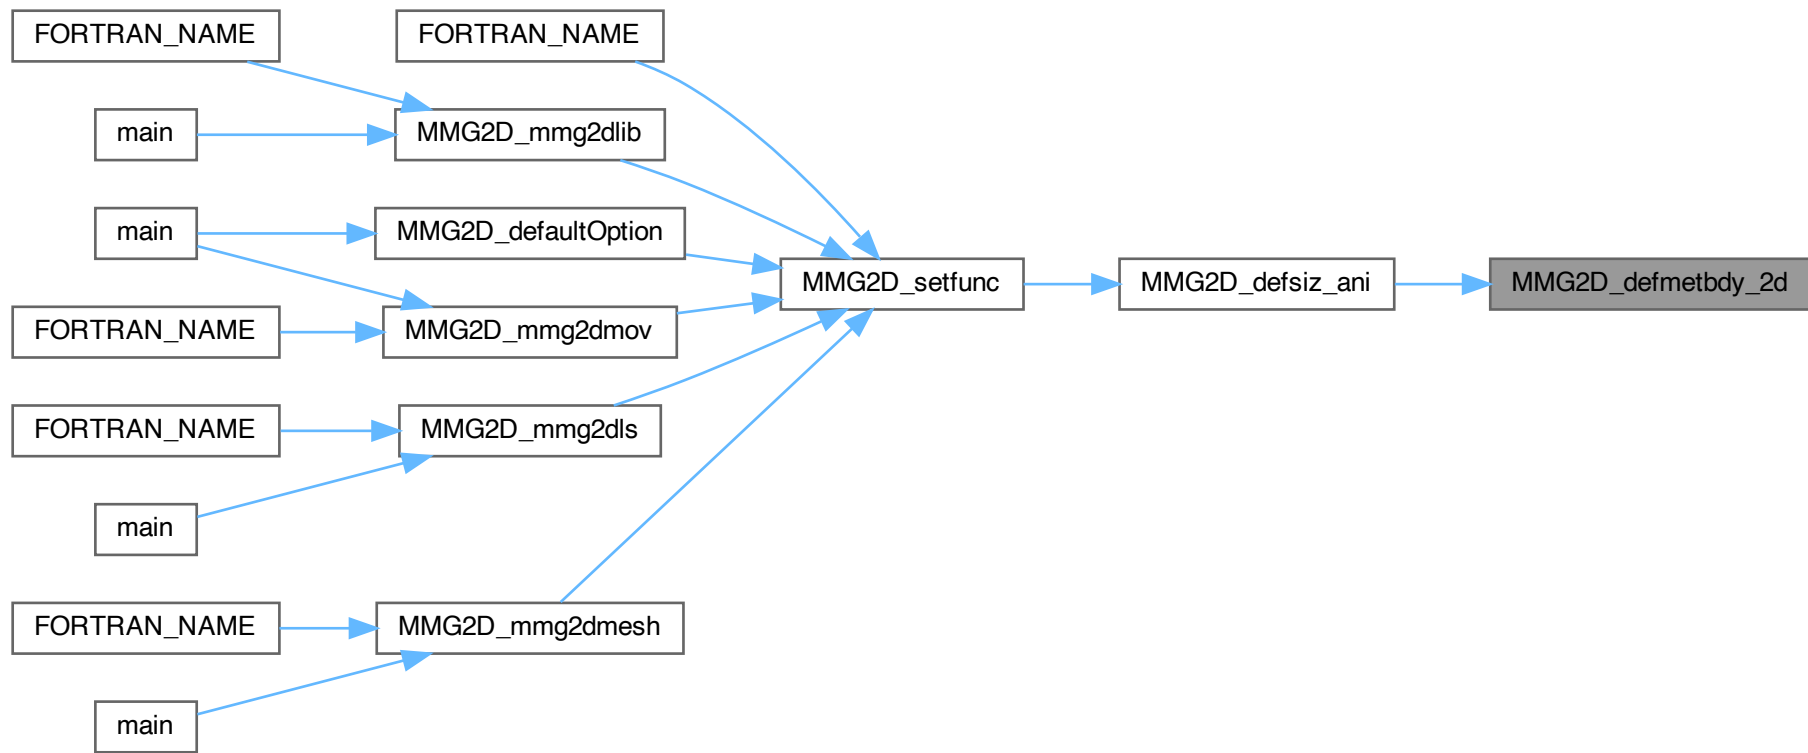 FORTRAN_NAME
FORTRAN_NAME
main
MMG2D_mmg2dlib
main
MMG2D_defaultOption
MMG2D_setfunc
MMG2D_defsiz_ani
MMG2D_defmetbdy_2d
FORTRAN_NAME
MMG2D_mmg2dmov
FORTRAN_NAME
MMG2D_mmg2dls
main
FORTRAN_NAME
MMG2D_mmg2dmesh
main